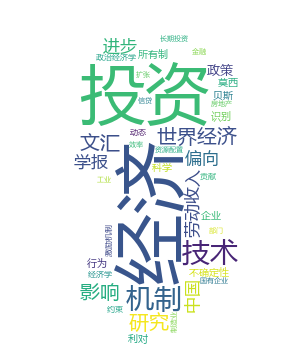 长期投资
进步
金融
政治经济学
所有制
投资
扩张
政策
莫西
房地产
信贷
贝斯
识别
文汇
动态
世界经济
效率
资源配置
学报
偏向
科学
贡献
经济
劳动收入
工业
技术
部门
行为
经济学
不确定性
国有企业
影响
机制
中国
企业
约束
研究
利对